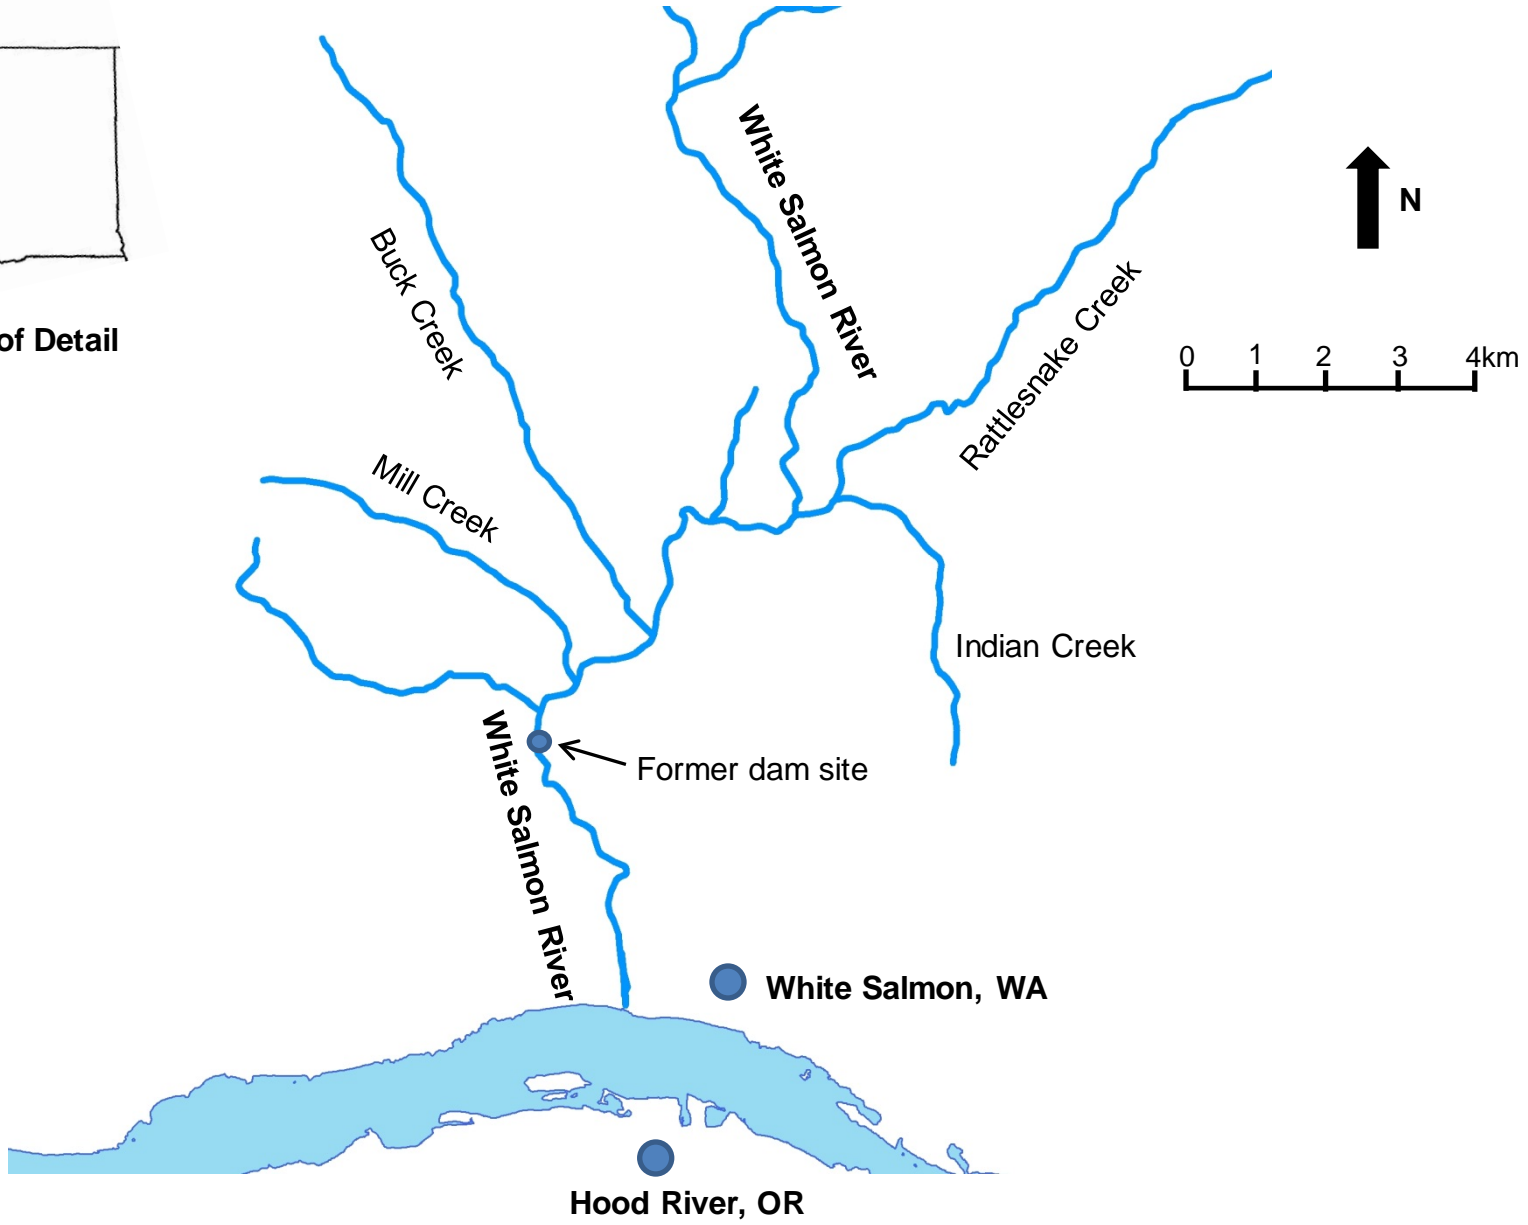 White Salmon River
N
Buck Creek
of Detail
Rattlesnake Creek
0 1 2 3 4km
Mill Creek
Indian Creek
White Salmon River
Former dam site
White Salmon, WA
Hood River, OR